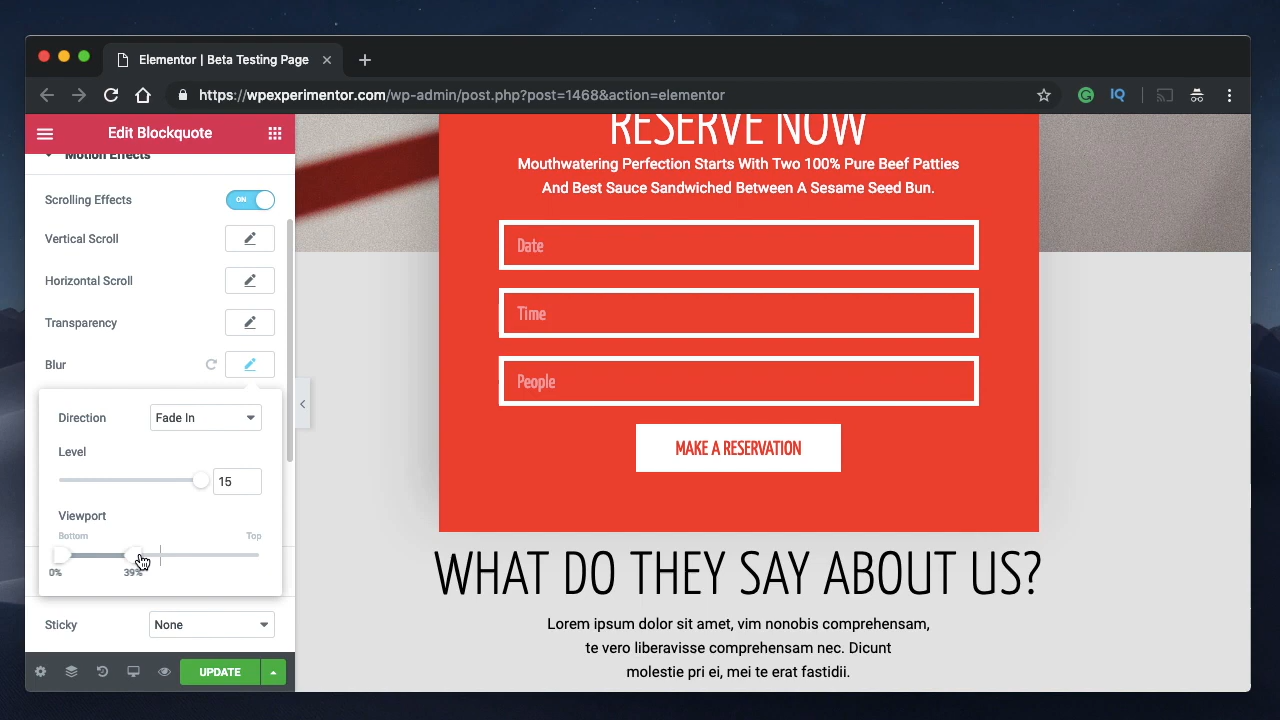 Elementor | Beta Testing Page
https://wpexperimentor.com/wp-admin/post.php?post=1468&action=elementor
IQ
Edit Blockquote
Motion Effects
Scrolling Effects
ON
Vertical Scroll
Horizontal Scroll
Transparency
Blur
Direction
Fade In
Level
15
Viewport
Bottom
Top
0%
39%
Sticky
None
UPDATE
RESERVE NOW
Mouthwatering Perfection Starts With Two 100% Pure Beef Patties
And Best Sauce Sandwiched Between A Sesame Seed Bun.
Date
Time
People
MAKE A RESERVATION
WHAT DO THEY SAY ABOUT US?
Lorem ipsum dolor sit amet, vim nonobis comprehensam,
te vero liberavisse comprehensam nec. Dicunt
molestie pri ei, mei te erat fastidii.